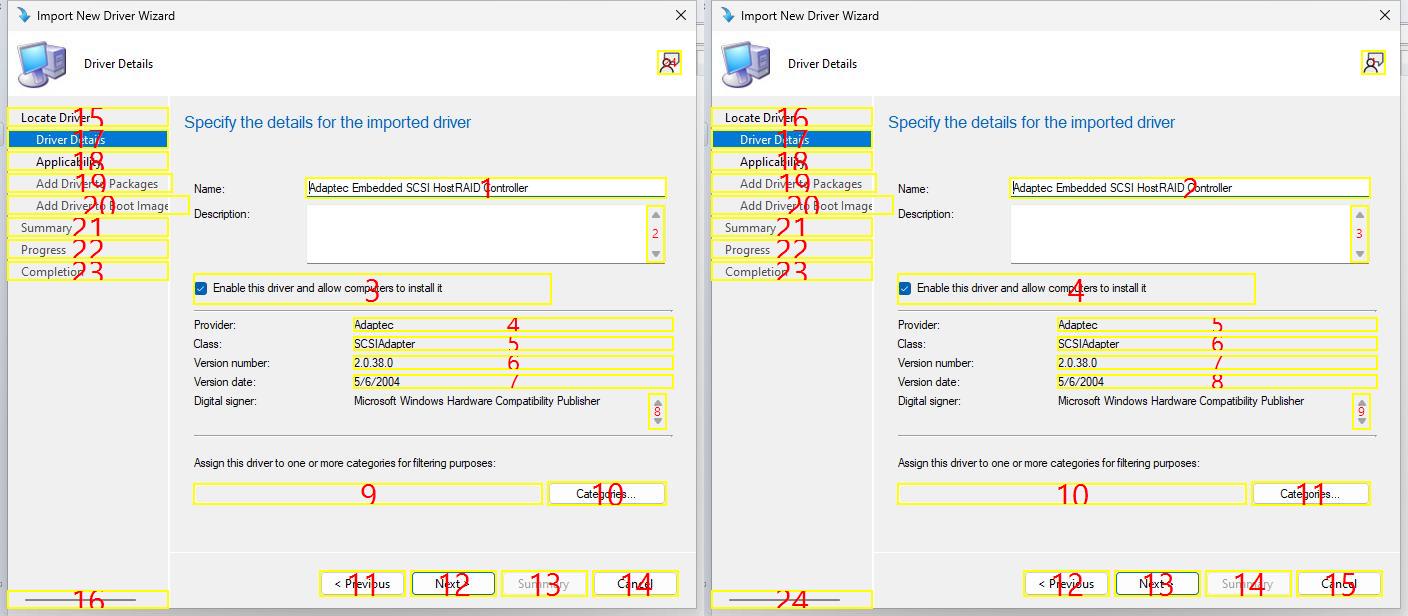 Import New Driver Wizard
Driver Details
24
Locate Driver 15
Driver Details 17
Applicability 18
Add Driver to Packages 19
Add Driver to Boot Image 20
Summary 21
Progress 22
Completion 23
16
Specify the details for the imported driver
Name: Adaptec Embedded SCSI HostRAID Controller 1
Description: 2
Enable this driver and allow computers to install it 3
Provider: Adaptec 4
Class: SCSIAdapter 5
Version number: 2.0.38.0 6
Version date: 5/6/2004 7
Digital signer: Microsoft Windows Hardware Compatibility Publisher 8
Assign this driver to one or more categories for filtering purposes:
9 Categories... 10
< Previous 11 Next > 12 Summary 13 Cancel 14
Import New Driver Wizard
Driver Details
Locate Driver 16
Driver Details 17
Applicability 18
Add Driver to Packages 19
Add Driver to Boot Image 20
Summary 21
Progress 22
Completion 23
24
Specify the details for the imported driver
Name: Adaptec Embedded SCSI HostRAID Controller 2
Description: 3
Enable this driver and allow computers to install it 4
Provider: Adaptec 5
Class: SCSIAdapter 6
Version number: 2.0.38.0 7
Version date: 5/6/2004 8
Digital signer: Microsoft Windows Hardware Compatibility Publisher 9
Assign this driver to one or more categories for filtering purposes:
10 Categories... 11
< Previous 12 Next > 13 Summary 14 Cancel 15